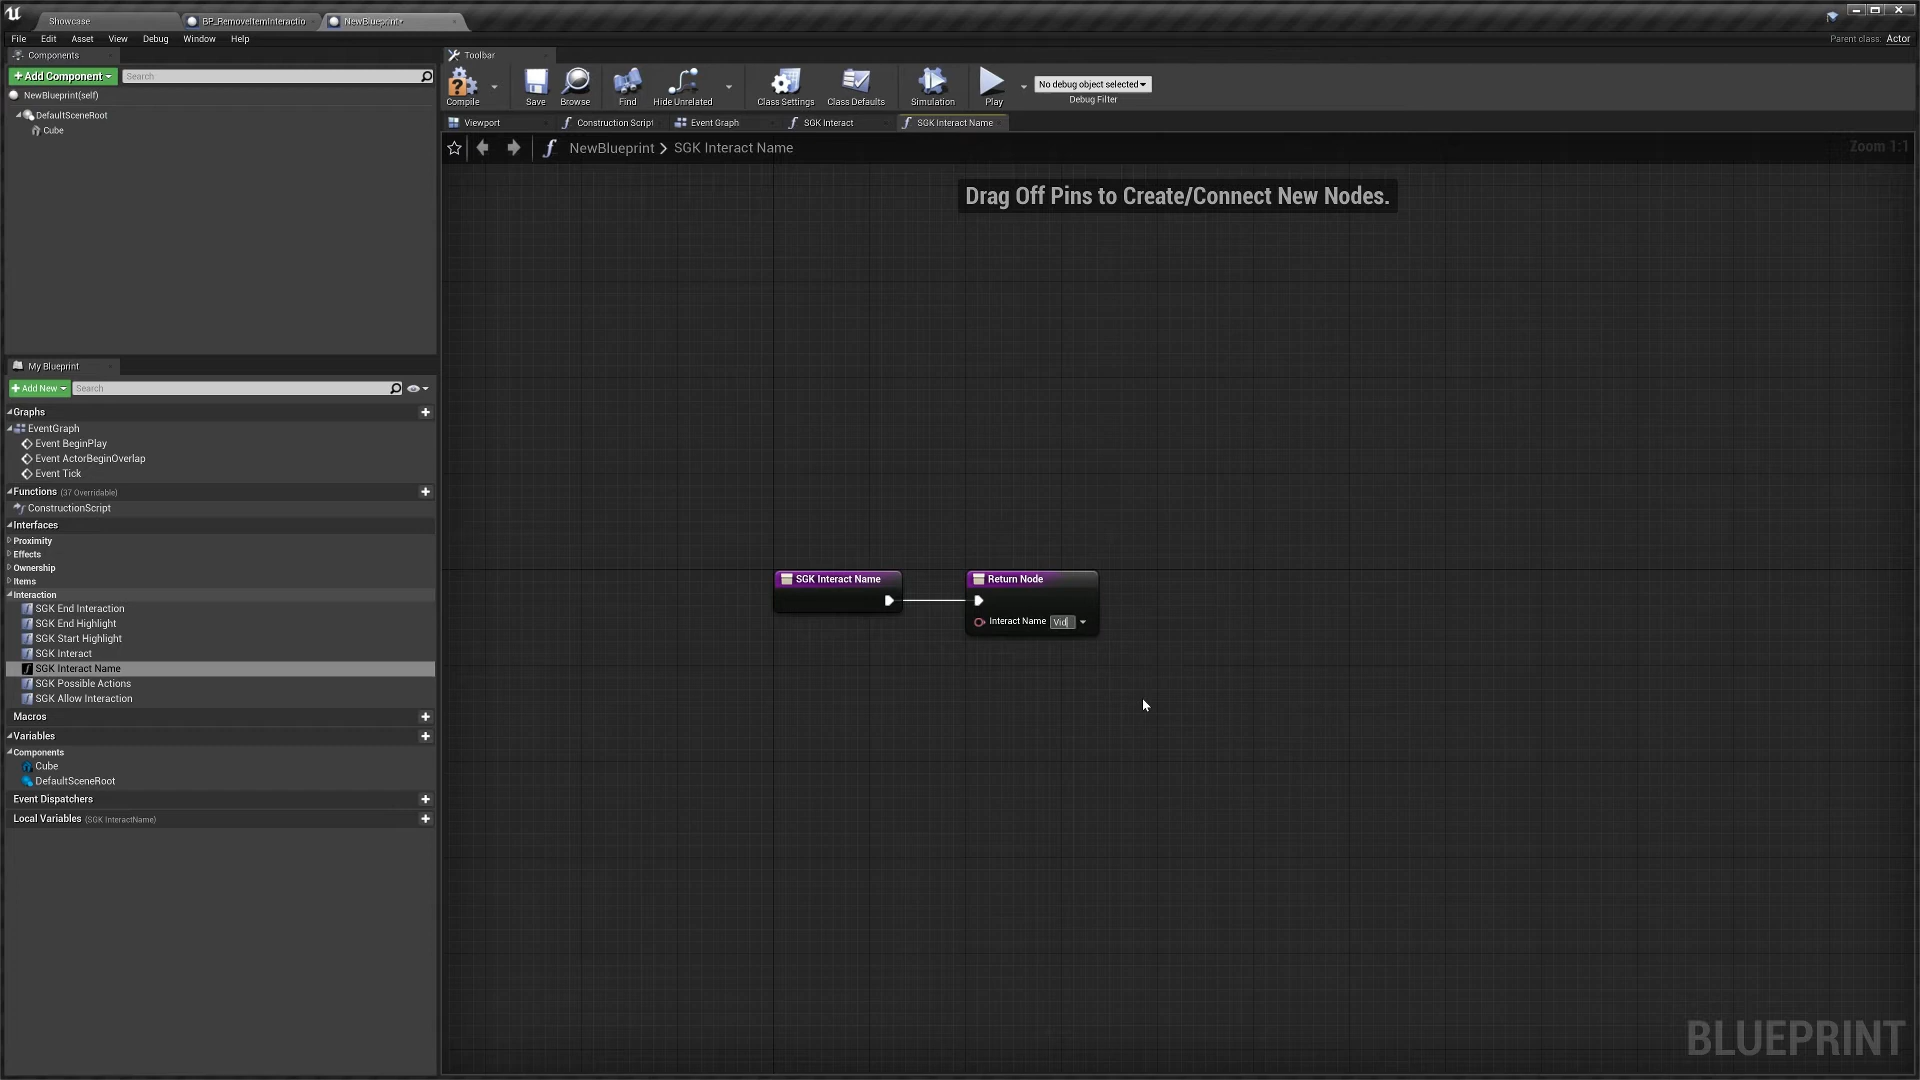 Showcase
BP_RemoveItemInteractio
NewBlueprint*
File Edit Asset View Debug Window Help
Parent class: Actor
Components
Toolbar
+Add Component
Search
NewBlueprint(self)
DefaultSceneRoot
Cube
Compile
Save
Browse
Find
Hide Unrelated
Class Settings
Class Defaults
Simulation
Play
No debug object selected
Debug Filter
Viewport
Construction Script
Event Graph
SGK Interact
SGK Interact Name
NewBlueprint > SGK Interact Name
Zoom 1:1
Drag Off Pins to Create/Connect New Nodes.
My Blueprint
+Add New
Search
Graphs
EventGraph
Event BeginPlay
Event ActorBeginOverlap
Event Tick
Functions (37 Overridable)
ConstructionScript
Interfaces
Proximity
Effects
Ownership
Items
Interaction
SGK End Interaction
SGK End Highlight
SGK Start Highlight
SGK Interact
SGK Interact Name
SGK Possible Actions
SGK Allow Interaction
Macros
Variables
Components
Cube
DefaultSceneRoot
Event Dispatchers
Local Variables (SGK InteractName)
SGK Interact Name
Return Node
Interact Name Vid
BLUEPRINT